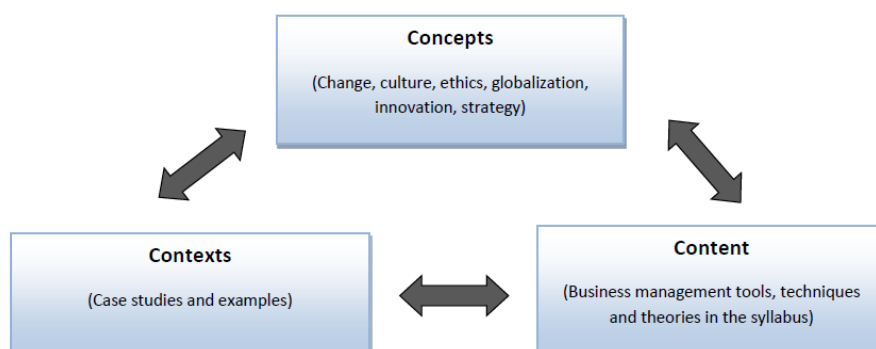 Concepts
(Change, culture, ethics, globalization,
innovation, strategy)
Contexts
(Case studies and examples)
Content
(Business management tools, techniques
and theories in the syllabus)